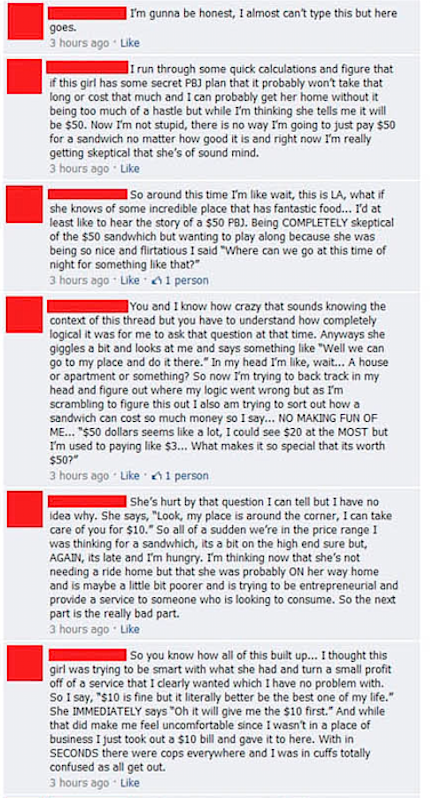 I'm gunna be honest, I almost can't type this but here
goes.
3 hours ago · Like
I run through some quick calculations and figure that
if this girl has some secret PBJ plan that it probably won't take that
long or cost that much and I can probably get her home without it
being too much of a hastle but while I'm thinking she tells me it will
be $50. Now I'm not stupid, there is no way I'm going to just pay $50
for a sandwich no matter how good it is and right now I'm really
getting skeptical that she's of sound mind.
3 hours ago · Like
So around this time I'm like wait, this is LA, what if
she knows of some incredible place that has fantastic food... I'd at
least like to hear the story of a $50 PBJ. Being COMPLETELY skeptical
of the $50 sandwhich but wanting to play along because she was
being so nice and flirtatious I said "Where can we go at this time of
night for something like that?"
3 hours ago · Like · 1 person
You and I know how crazy that sounds knowing the
context of this thread but you have to understand how completely
logical it was for me to ask that question at that time. Anyways she
giggles a bit and looks at me and says something like "Well we can
go to my place and do it there." In my head I'm like, wait... A house
or apartment or something? So now I'm trying to back track in my
head and figure out where my logic went wrong but as I'm
scrambling to figure this out I also am trying to sort out how a
sandwich can cost so much money so I say... NO MAKING FUN OF
ME... "$50 dollars seems like a lot, I could see $20 at the MOST but
I'm used to paying like $3... What makes it so special that its worth
$50?"
3 hours ago · Like · 1 person
She's hurt by that question I can tell but I have no
idea why. She says, "Look, my place is around the corner, I can take
care of you for $10." So all of a sudden we're in the price range I
was thinking for a sandwhich, its a bit on the high end sure but,
AGAIN, its late and I'm hungry. I'm thinking now that she's not
needing a ride home but that she was probably ON her way home
and is maybe a little bit poorer and is trying to be entrepreneurial and
provide a service to someone who is looking to consume. So the next
part is the really bad part.
3 hours ago · Like
So you know how all of this built up... I thought this
girl was trying to be smart with what she had and turn a small profit
off of a service that I clearly wanted which I have no problem with.
So I say, "$10 is fine but it literally better be the best one of my life."
She IMMEDIATELY says "Oh it will give me the $10 first." And while
that did make me feel uncomfortable since I wasn't in a place of
business I just took out a $10 bill and gave it to here. With in
SECONDS there were cops everywhere and I was in cuffs totally
confused as all get out.
3 hours ago · Like